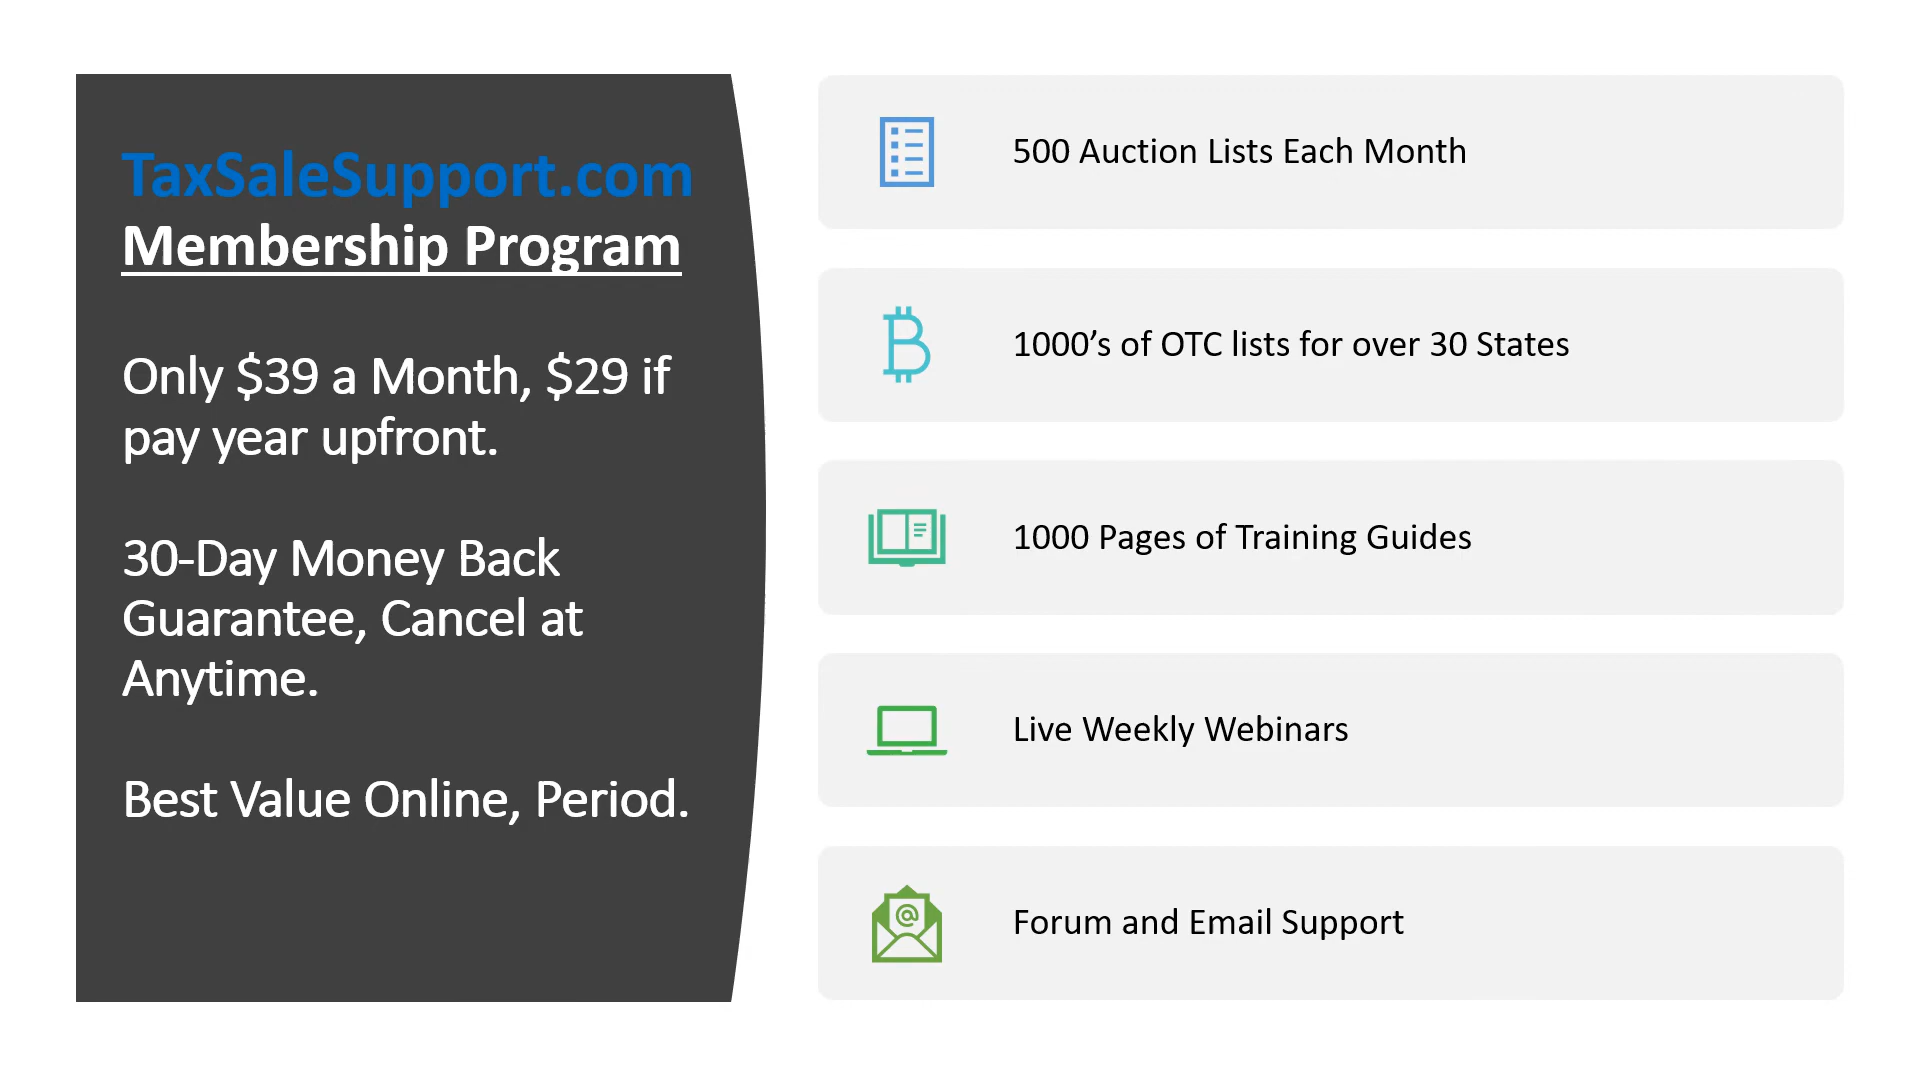 TaxSaleSupport.com
Membership Program
Only $39 a Month, $29 if
pay year upfront.
30-Day Money Back
Guarantee, Cancel at
Anytime.
Best Value Online, Period.
500 Auction Lists Each Month
1000’s of OTC lists for over 30 States
1000 Pages of Training Guides
Live Weekly Webinars
Forum and Email Support